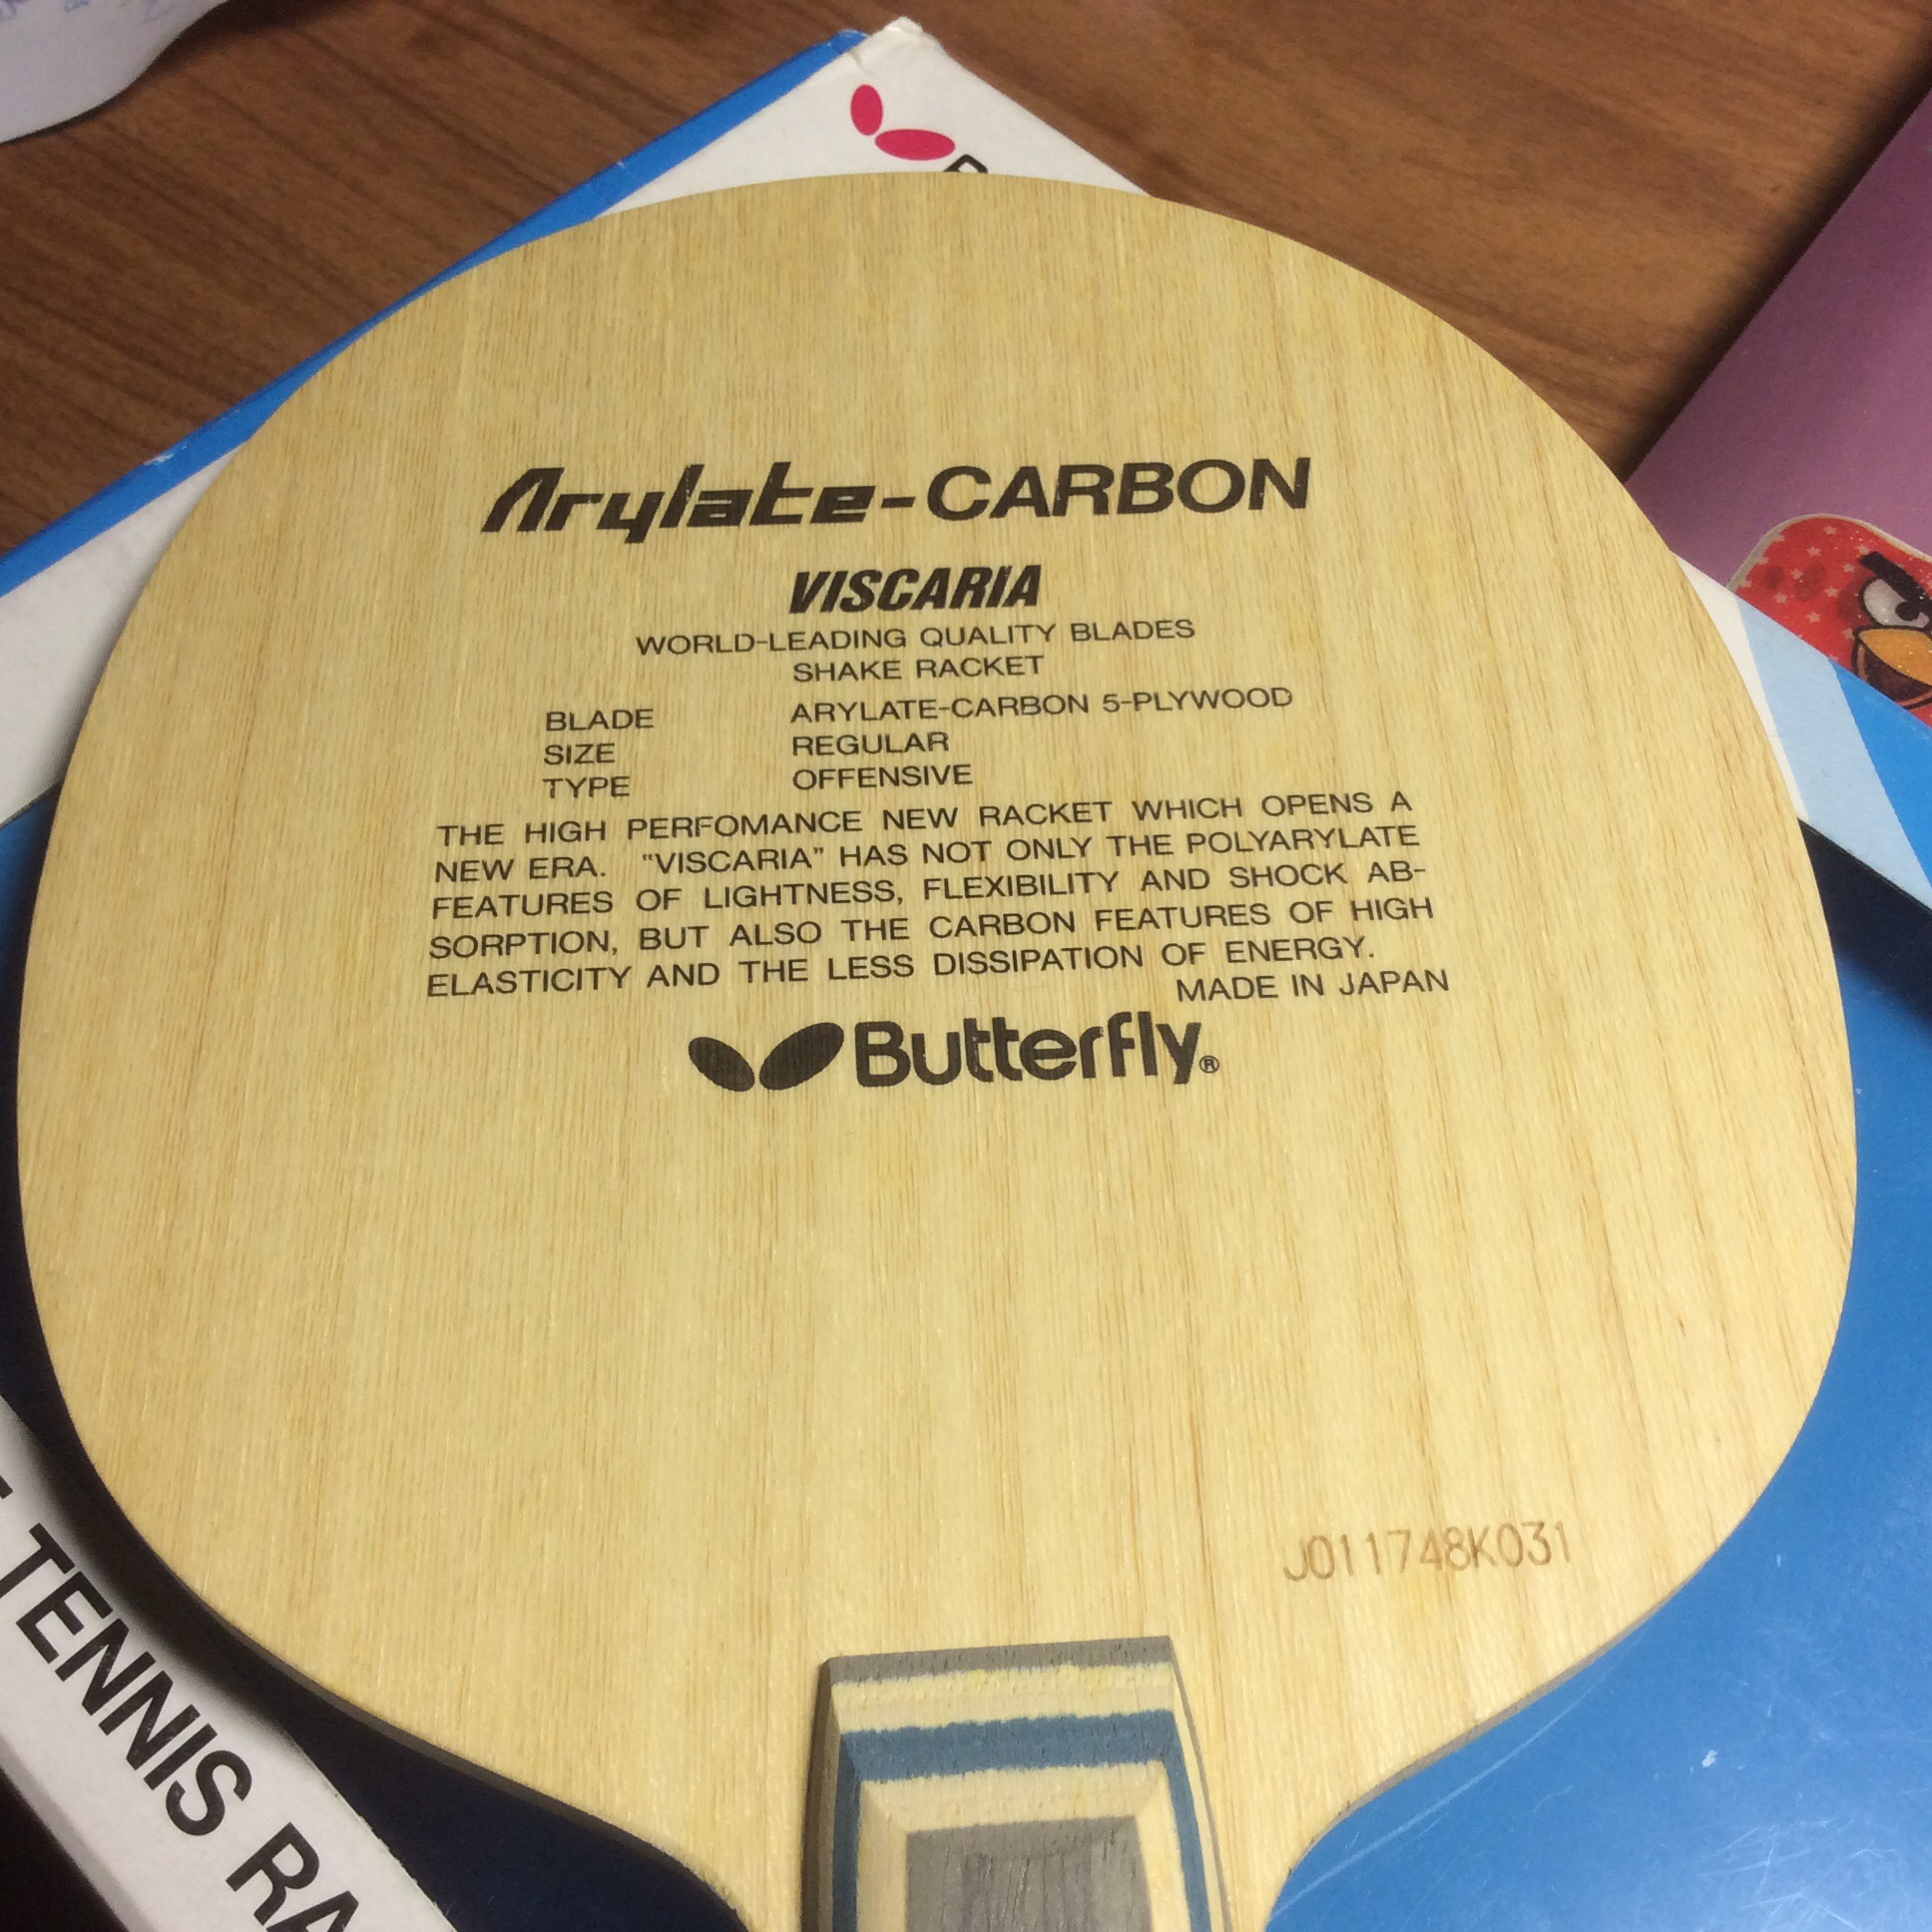 Arylate-CARBON
VISCARIA
WORLD-LEADING QUALITY BLADES
SHAKE RACKET
BLADE ARYLATE-CARBON 5-PLYWOOD
SIZE REGULAR
TYPE OFFENSIVE
THE HIGH PERFOMANCE NEW RACKET WHICH OPENS A
NEW ERA. "VISCARIA" HAS NOT ONLY THE POLYARYLATE
FEATURES OF LIGHTNESS, FLEXIBILITY AND SHOCK AB-
SORPTION, BUT ALSO THE CARBON FEATURES OF HIGH
ELASTICITY AND THE LESS DISSIPATION OF ENERGY.
MADE IN JAPAN
Butterfly®
J011748K031
TENNIS RA